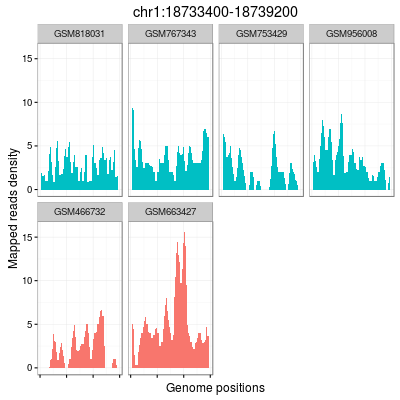 chr1:18733400-18739200
GSM818031 GSM767343 GSM753429 GSM956008
15
10
5
0
GSM466732 GSM663427
15
10
5
0
Mapped reads density
Genome positions